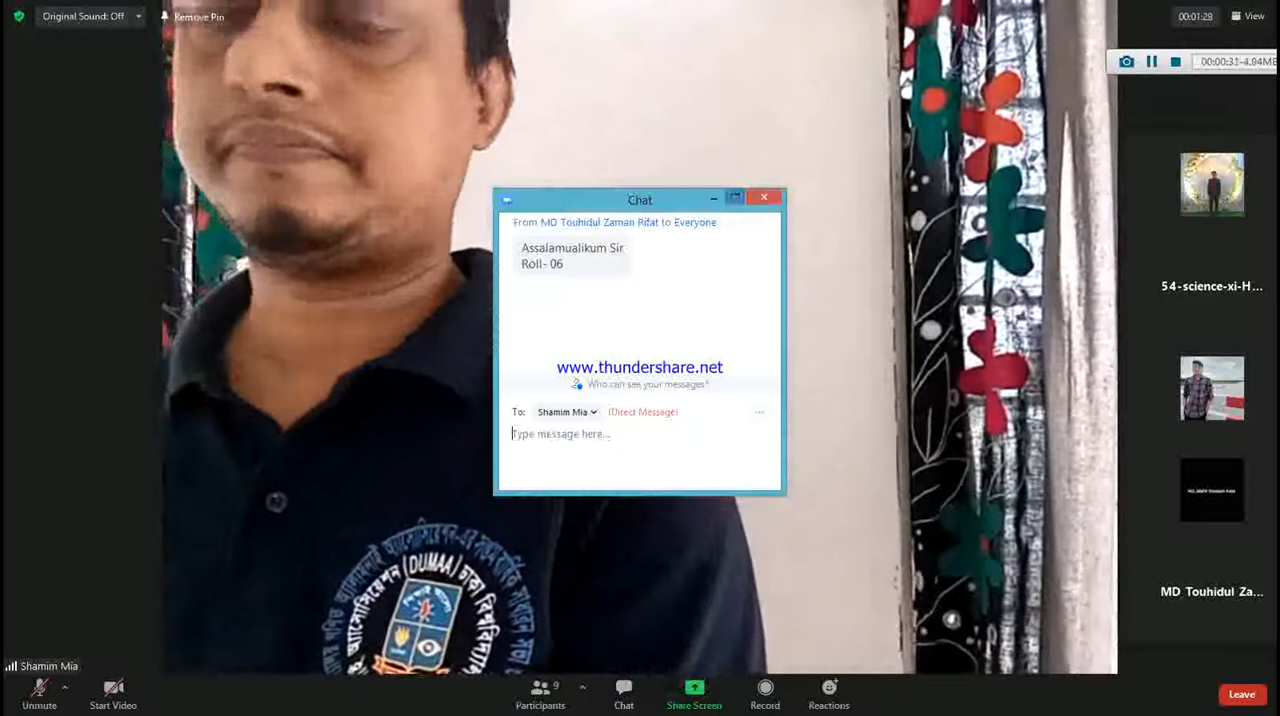 Original Sound: Off
Remove Pin
00:01:28
View
00:00:31-4.94MB
Chat
From MD Touhidul Zaman Rifat to Everyone
Assalamualikum Sir
Roll- 06
www.thundershare.net
Who can see your messages?
To: Shamim Mia (Direct Message)
Type message here...
54-science-xi-H...
MD Touhidul Za...
(DUMAA)
Shamim Mia
Unmute
Start Video
Participants
9
Chat
Share Screen
Record
Reactions
Leave